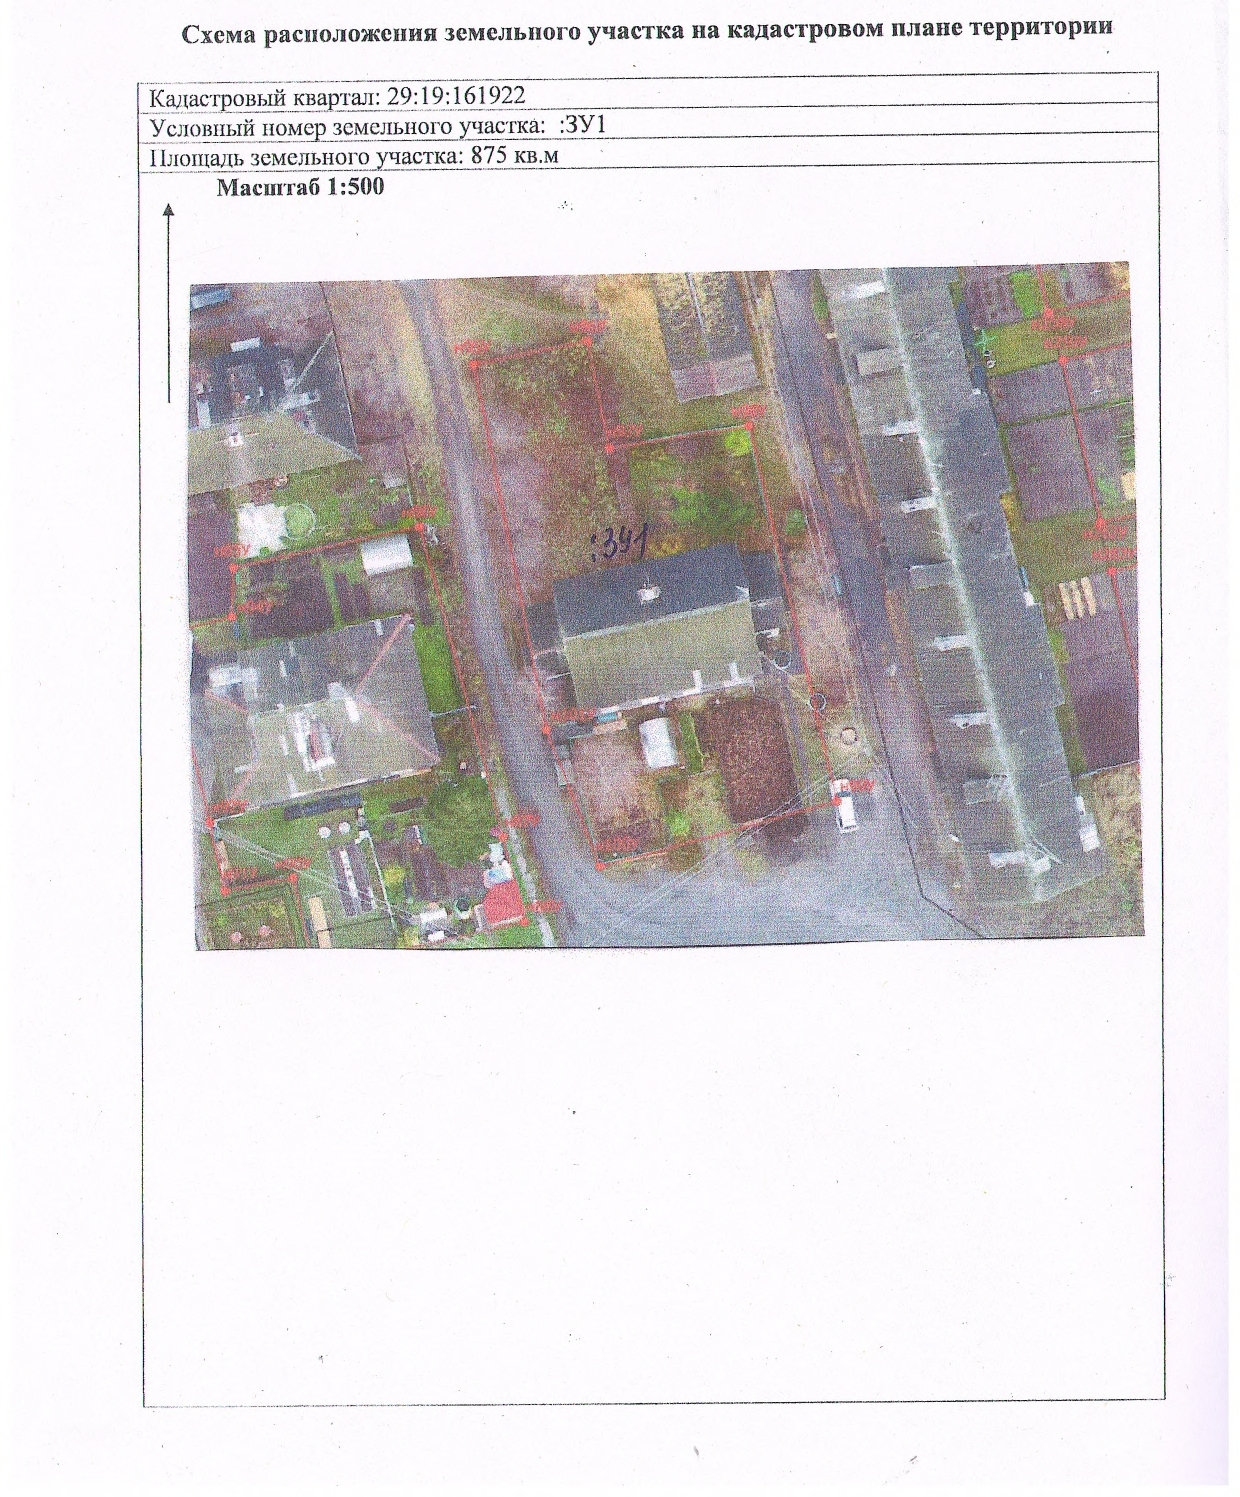 Схема расположения земельного участка на кадастровом плане территории
Кадастровый квартал: 29:19:161922
Условный номер земельного участка: :ЗУ1
Площадь земельного участка: 875 кв.м
Масштаб 1:500
:ЗУ1